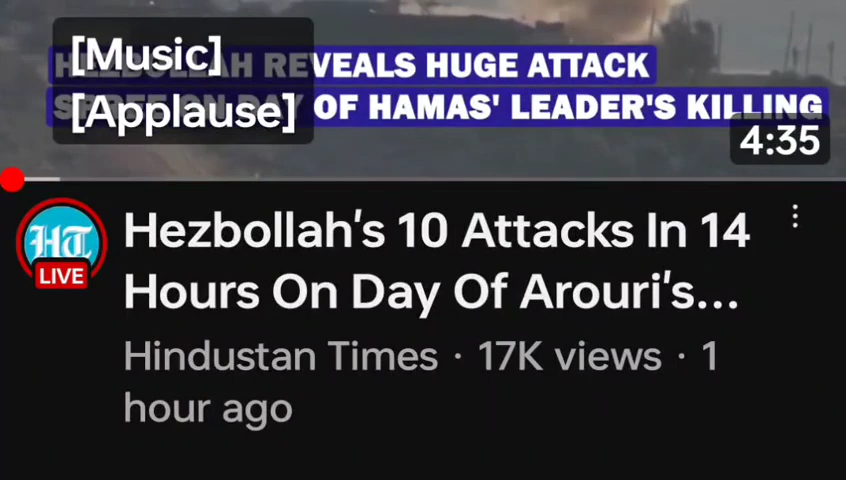 [Music]
REVEALS HUGE ATTACK
[Applause]
OF HAMAS' LEADER'S KILLING
4:35
HT
LIVE
Hezbollah's 10 Attacks In 14
Hours On Day Of Arouri's...
Hindustan Times · 17K views · 1
hour ago